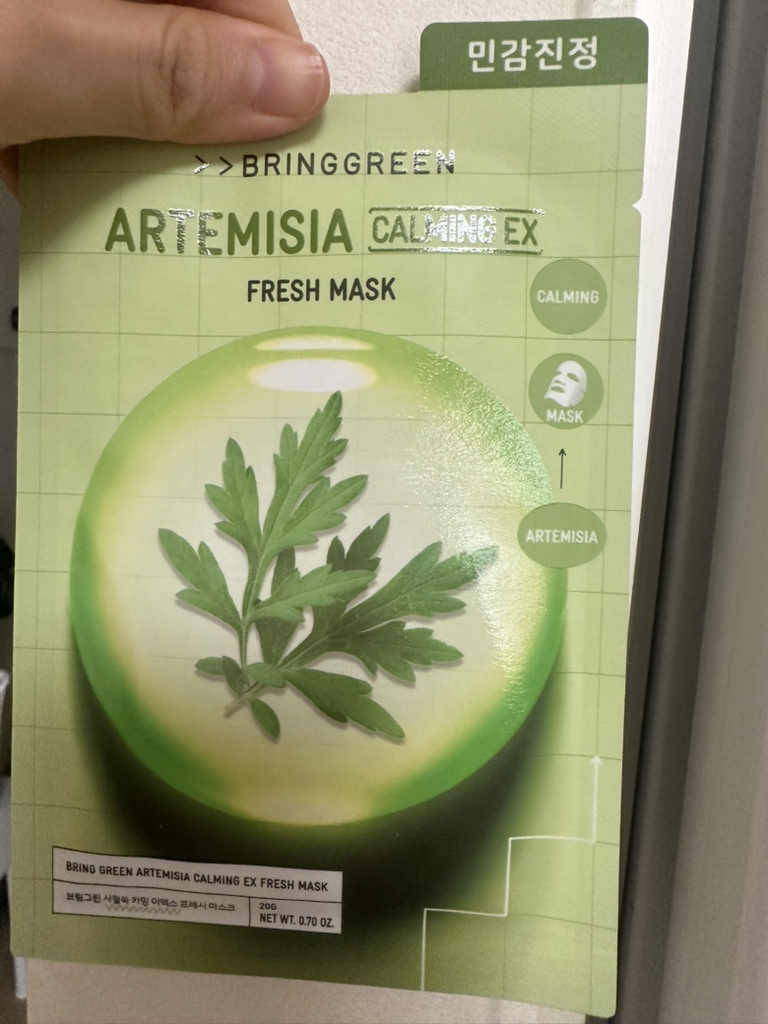 민감진정
>>BRINGGREEN
ARTEMISIA CALMING EX
FRESH MASK
CALMING
MASK
ARTEMISIA
BRING GREEN ARTEMISIA CALMING EX FRESH MASK
브링그린 사철쑥 카밍 이엑스 프레시 마스크
20G
NET WT. 0.70 OZ.